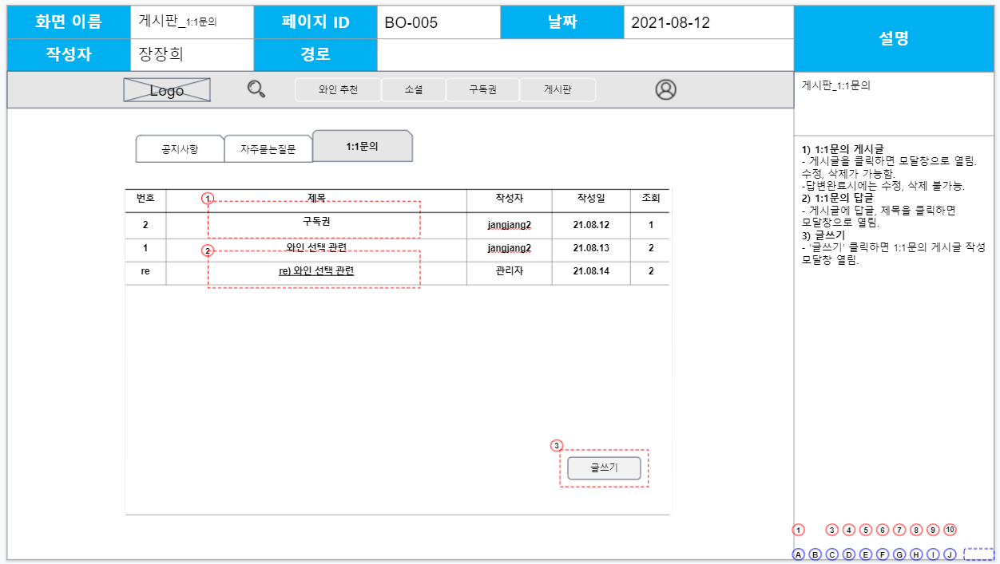 화면 이름 게시판_1:1문의 페이지 ID BO-005 날짜 2021-08-12 설명
작성자 장장희 경로
Logo 와인 추천 소셜 구독권 게시판
게시판_1:1문의
공지사항 자주묻는질문 1:1문의
번호 제목 작성자 작성일 조회
1
2 구독권 jangjang2 21.08.12 1
1 와인 선택 관련 jangjang2 21.08.13 2
2
re re) 와인 선택 관련 관리자 21.08.14 2
3
글쓰기
1) 1:1문의 게시글
- 게시글을 클릭하면 모달창으로 열림.
수정, 삭제가 가능함.
-답변완료시에는 수정, 삭제 불가능.
2) 1:1문의 답글
- 게시글에 답글, 제목을 클릭하면
모달창으로 열림.
3) 글쓰기
- '글쓰기' 클릭하면 1:1문의 게시글 작성
모달창 열림.
1 3 4 5 6 7 8 9 10
A B C D E F G H I J